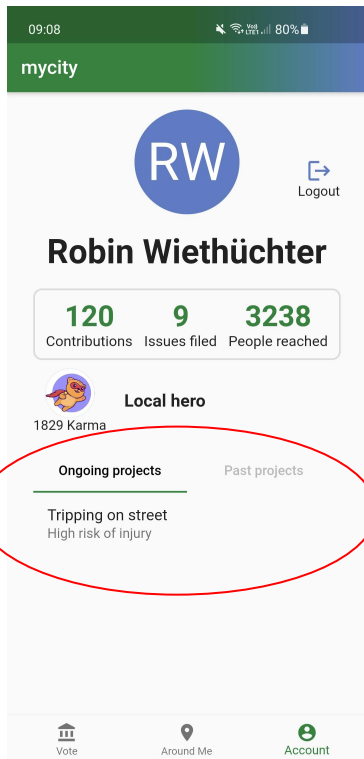 09:08 80%
mycity
RW
Logout
Robin Wiethüchter
120 9 3238
Contributions Issues filed People reached
Local hero
1829 Karma
Ongoing projects Past projects
Tripping on street
High risk of injury
Vote Around Me Account